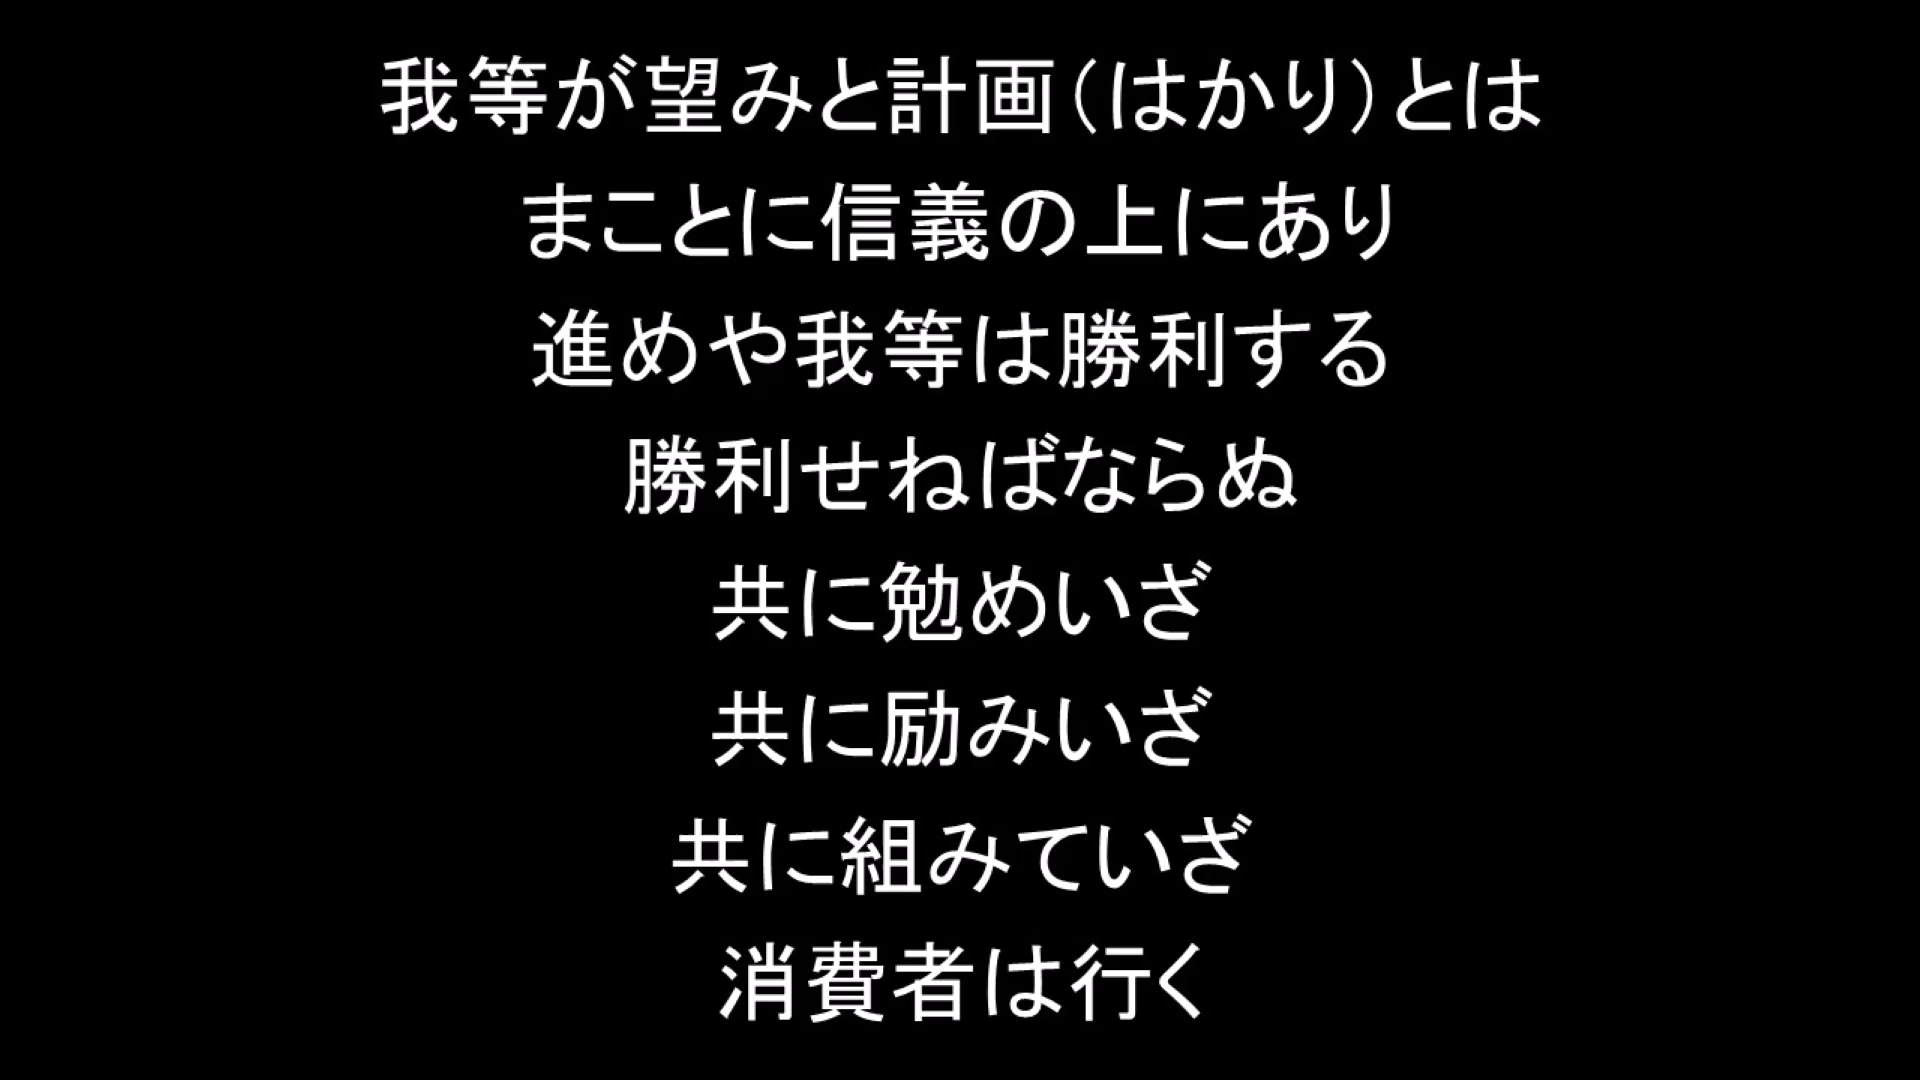 我等が望みと計画（はかり）とは
まことに信義の上にあり
進めや我等は勝利する
勝利せねばならぬ
共に勉めいざ
共に励みいざ
共に組みていざ
消費者は行く